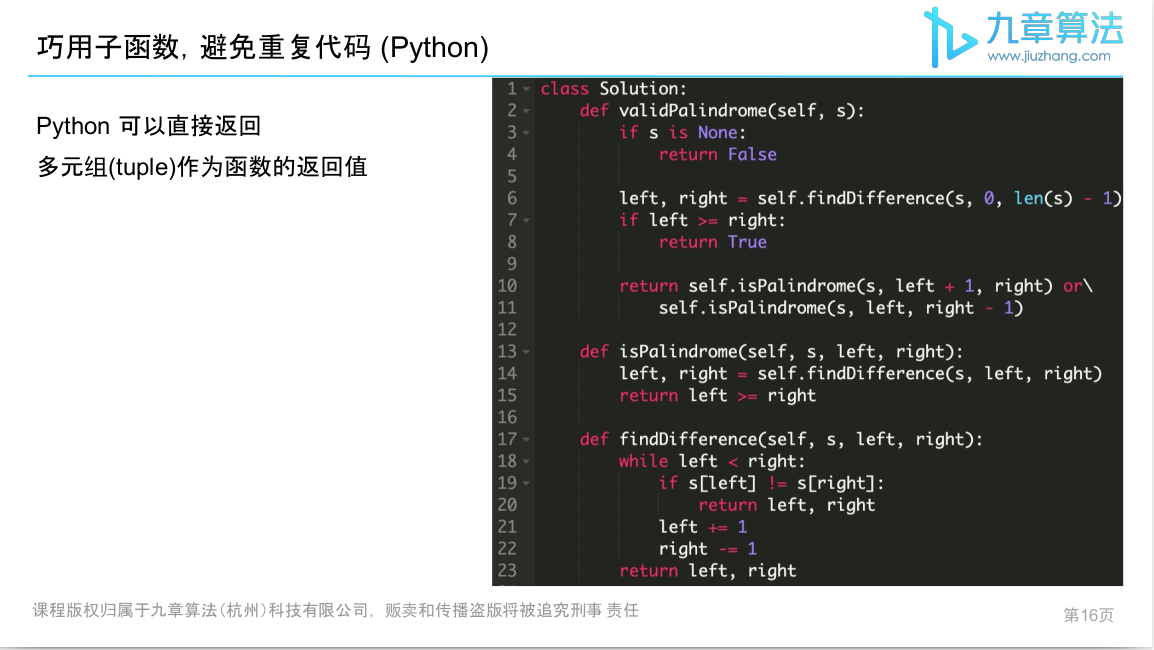 巧用子函数，避免重复代码 (Python)
九章算法
www.jiuzhang.com
Python 可以直接返回
多元组(tuple)作为函数的返回值
1 class Solution:
2     def validPalindrome(self, s):
3         if s is None:
4             return False
5
6         left, right = self.findDifference(s, 0, len(s) - 1)
7         if left >= right:
8             return True
9
10         return self.isPalindrome(s, left + 1, right) or\
11             self.isPalindrome(s, left, right - 1)
12
13     def isPalindrome(self, s, left, right):
14         left, right = self.findDifference(s, left, right)
15         return left >= right
16
17     def findDifference(self, s, left, right):
18         while left < right:
19             if s[left] != s[right]:
20                 return left, right
21             left += 1
22             right -= 1
23         return left, right
课程版权归属于九章算法（杭州）科技有限公司，贩卖和传播盗版将被追究刑事 责任
第16页